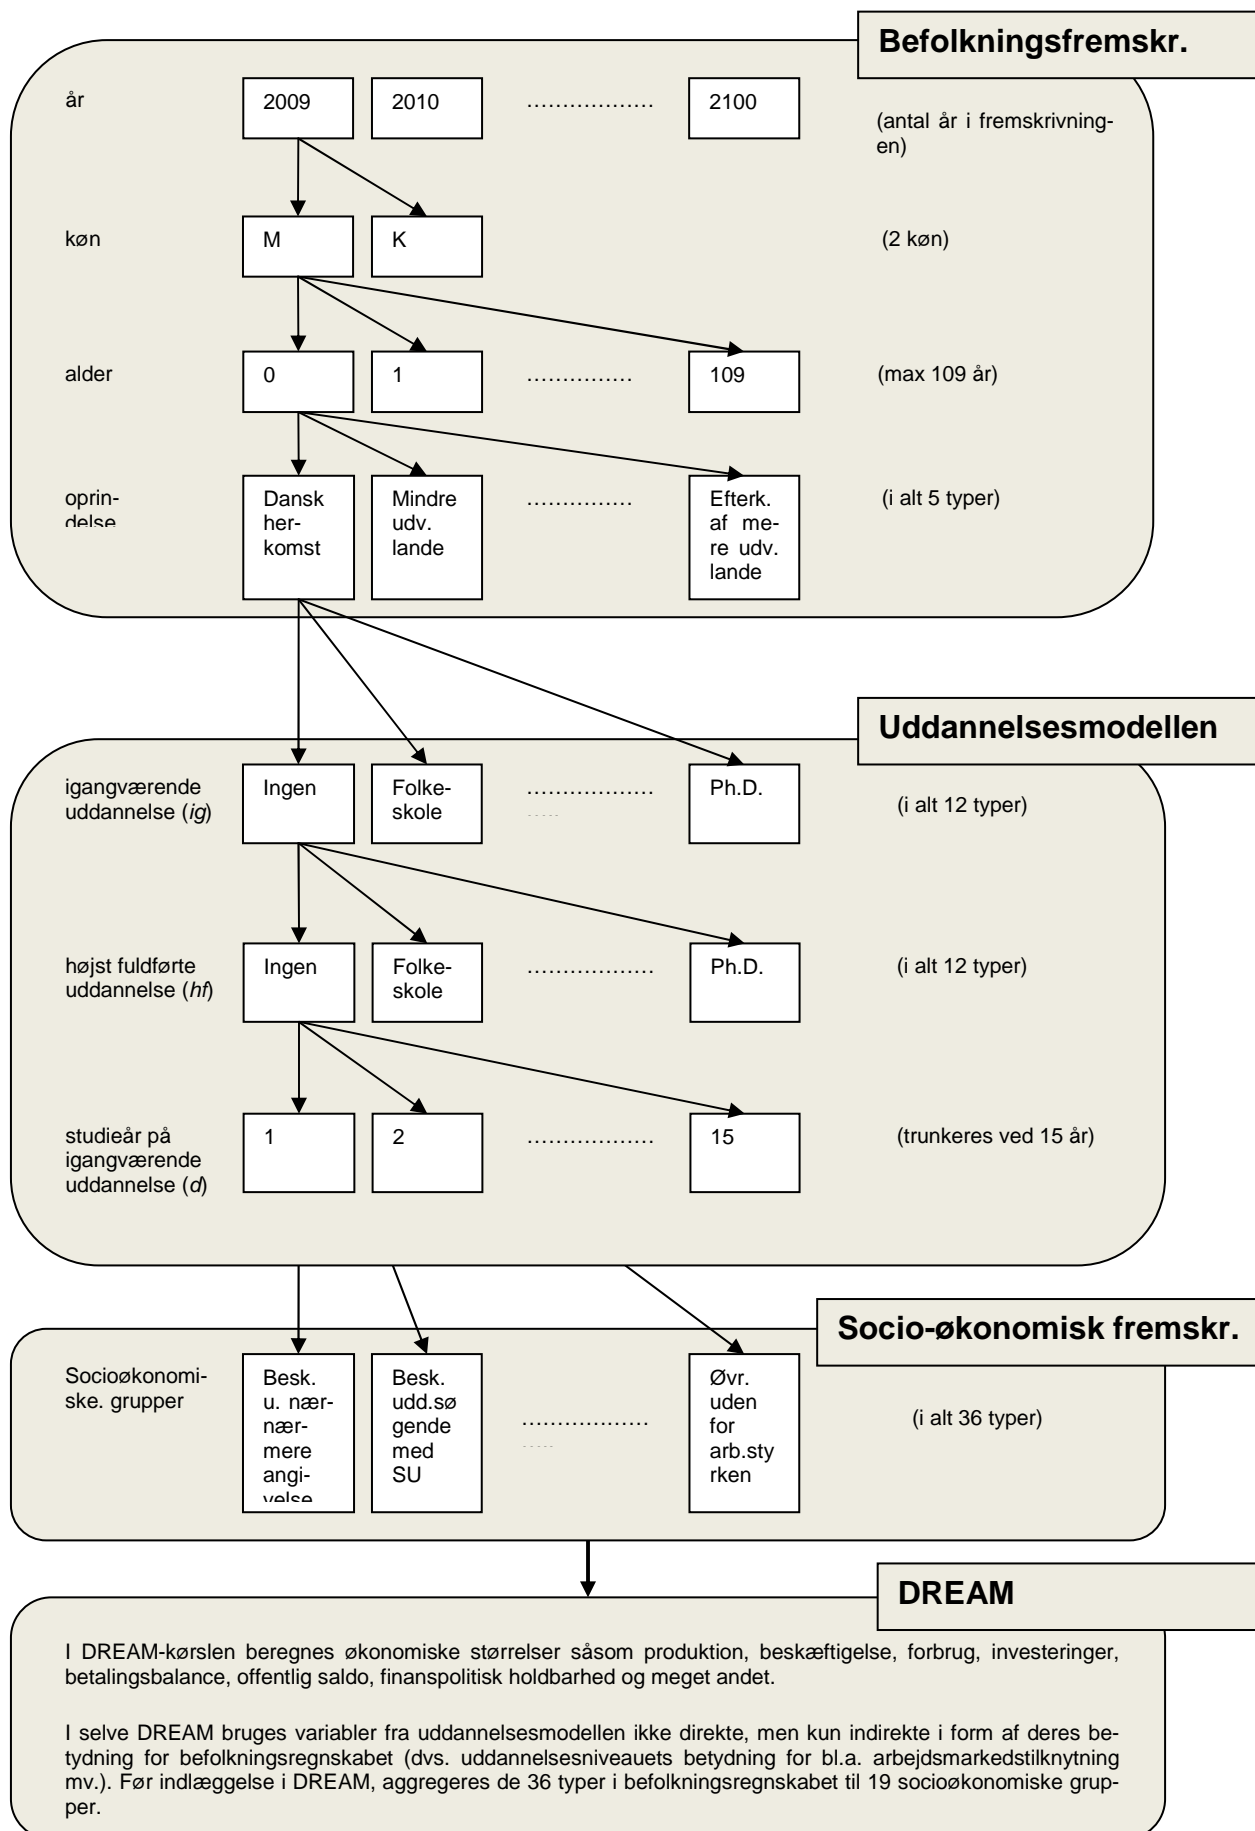 Befolkningsfremskr.
år
2009
2010
………………
2100
(antal år i fremskrivning-
en)
køn
M
K
(2 køn)
alder
0
1
……………
109
(max 109 år)
oprin-
delse
Dansk
her-
komst
Mindre
udv.
lande
……………
Efterk.
af me-
re udv.
lande
(i alt 5 typer)
Uddannelsesmodellen
igangværende
uddannelse (ig)
Ingen
Folke-
skole
………………
…..
Ph.D.
(i alt 12 typer)
højst fuldførte
uddannelse (hf)
Ingen
Folke-
skole
………………
Ph.D.
(i alt 12 typer)
studieår på
igangværende
uddannelse (d)
1
2
………………
15
(trunkeres ved 15 år)
Socio-økonomisk fremskr.
Socioøkonomi-
ske. grupper
Besk.
u. nær-
nær-
mere
angi-
velse
Besk.
udd.sø
gende
med
SU
………………
…..
Øvr.
uden
for
arb.sty
rken
(i alt 36 typer)
DREAM
I DREAM-kørslen beregnes økonomiske størrelser såsom produktion, beskæftigelse, forbrug, investeringer,
betalingsbalance, offentlig saldo, finanspolitisk holdbarhed og meget andet.
I selve DREAM bruges variabler fra uddannelsesmodellen ikke direkte, men kun indirekte i form af deres be-
tydning for befolkningsregnskabet (dvs. uddannelsesniveauets betydning for bl.a. arbejdsmarkedstilknytning
mv.). Før indlæggelse i DREAM, aggregeres de 36 typer i befolkningsregnskabet til 19 socioøkonomiske grup-
per.